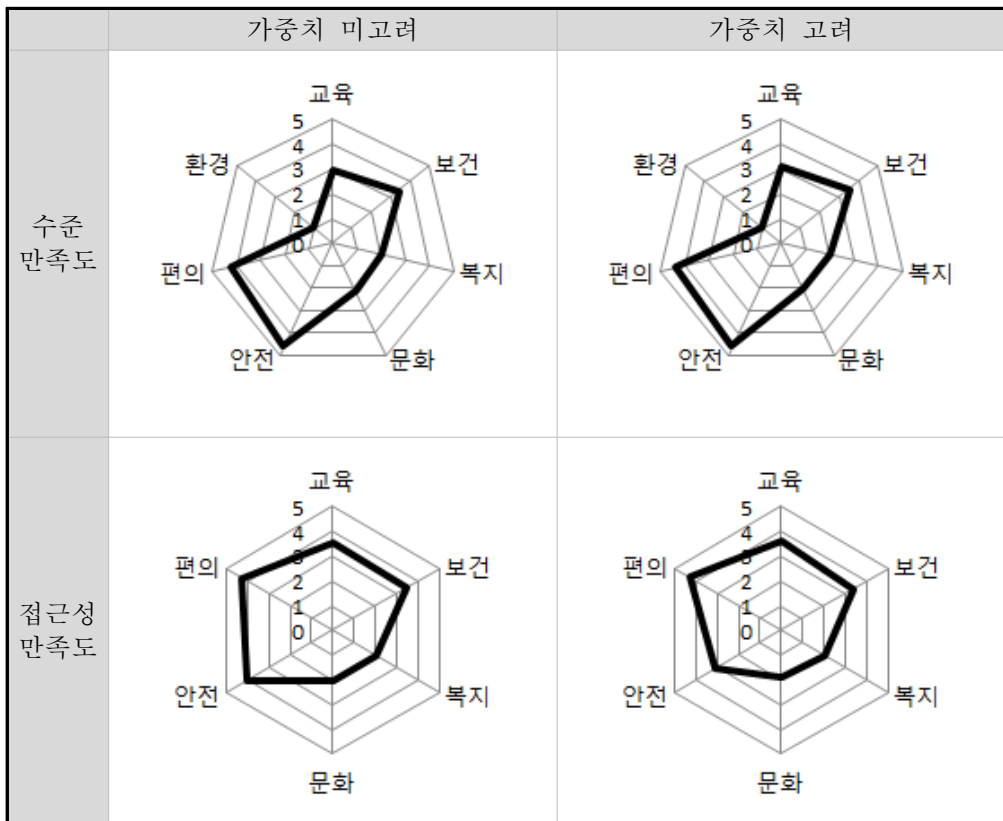 가중치 미고려
가중치 고려
수준
만족도
교육
5
4
3
2
1
0
보건
복지
문화
안전
편의
환경
교육
5
4
3
2
1
0
보건
복지
문화
안전
편의
환경
접근성
만족도
교육
5
4
3
2
1
0
보건
복지
문화
안전
편의
교육
5
4
3
2
1
0
보건
복지
문화
안전
편의